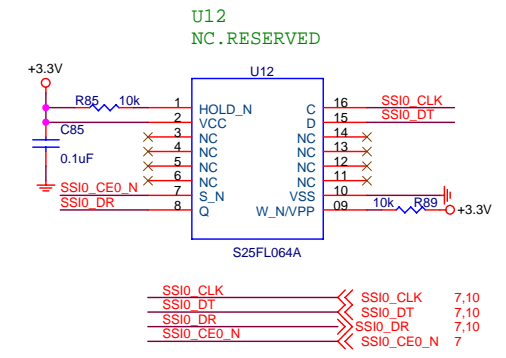 U12
NC.RESERVED
+3.3V
U12
R85 10k
1 HOLD_N C 16 SSI0_CLK
2 VCC D 15 SSI0_DT
C85
3 NC NC 14
4 NC NC 13
0.1uF
5 NC NC 12
6 NC NC 11
SSI0_CE0_N 7 S_N VSS 10
SSI0_DR 8 Q W_N/VPP 09 10k R89 +3.3V
S25FL064A
SSI0_CLK SSI0_CLK 7,10
SSI0_DT SSI0_DT 7,10
SSI0_DR SSI0_DR 7,10
SSI0_CE0_N SSI0_CE0_N 7